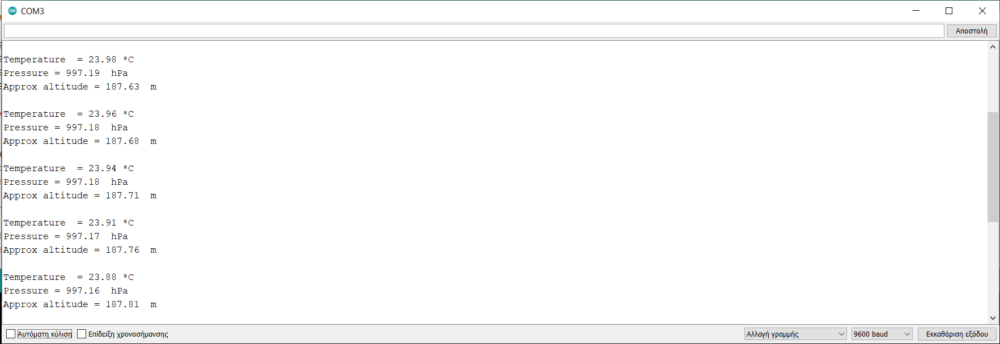 COM3
Αποστολή
Temperature  = 23.98 *C
Pressure = 997.19  hPa
Approx altitude = 187.63  m
Temperature  = 23.96 *C
Pressure = 997.18  hPa
Approx altitude = 187.68  m
Temperature  = 23.94 *C
Pressure = 997.18  hPa
Approx altitude = 187.71  m
Temperature  = 23.91 *C
Pressure = 997.17  hPa
Approx altitude = 187.76  m
Temperature  = 23.88 *C
Pressure = 997.16  hPa
Approx altitude = 187.81  m
Αυτόματη κύλιση Επίδειξη χρονοσήμανσης Αλλαγή γραμμής 9600 baud Εκκαθάριση εξόδου